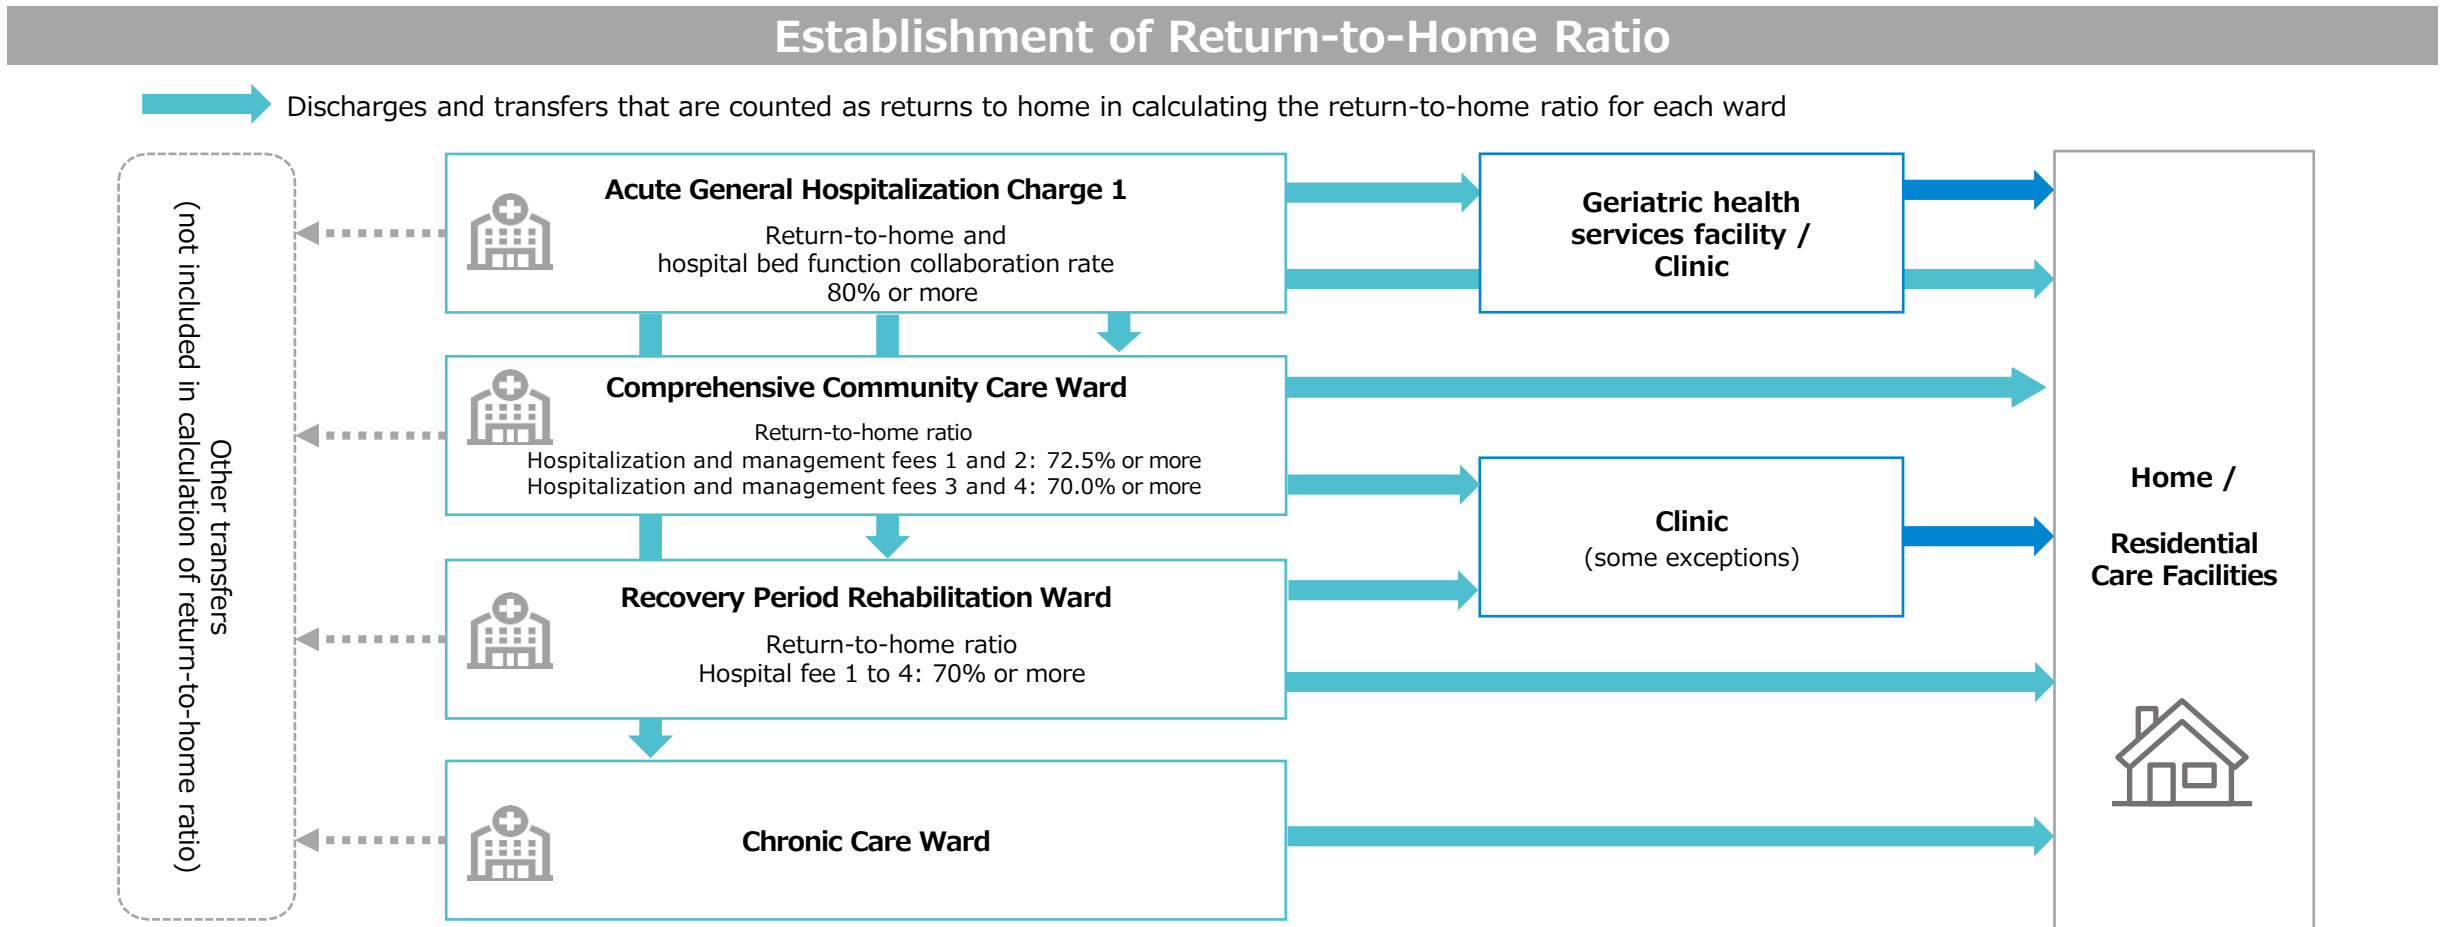 Establishment of Return-to-Home Ratio
Discharges and transfers that are counted as returns to home in calculating the return-to-home ratio for each ward
Other transfers
(not included in calculation of return-to-home ratio)
Acute General Hospitalization Charge 1
Return-to-home and
hospital bed function collaboration rate
80% or more
Geriatric health
services facility /
Clinic
Comprehensive Community Care Ward
Return-to-home ratio
Hospitalization and management fees 1 and 2: 72.5% or more
Hospitalization and management fees 3 and 4: 70.0% or more
Clinic
(some exceptions)
Recovery Period Rehabilitation Ward
Return-to-home ratio
Hospital fee 1 to 4: 70% or more
Chronic Care Ward
Home /
Residential
Care Facilities